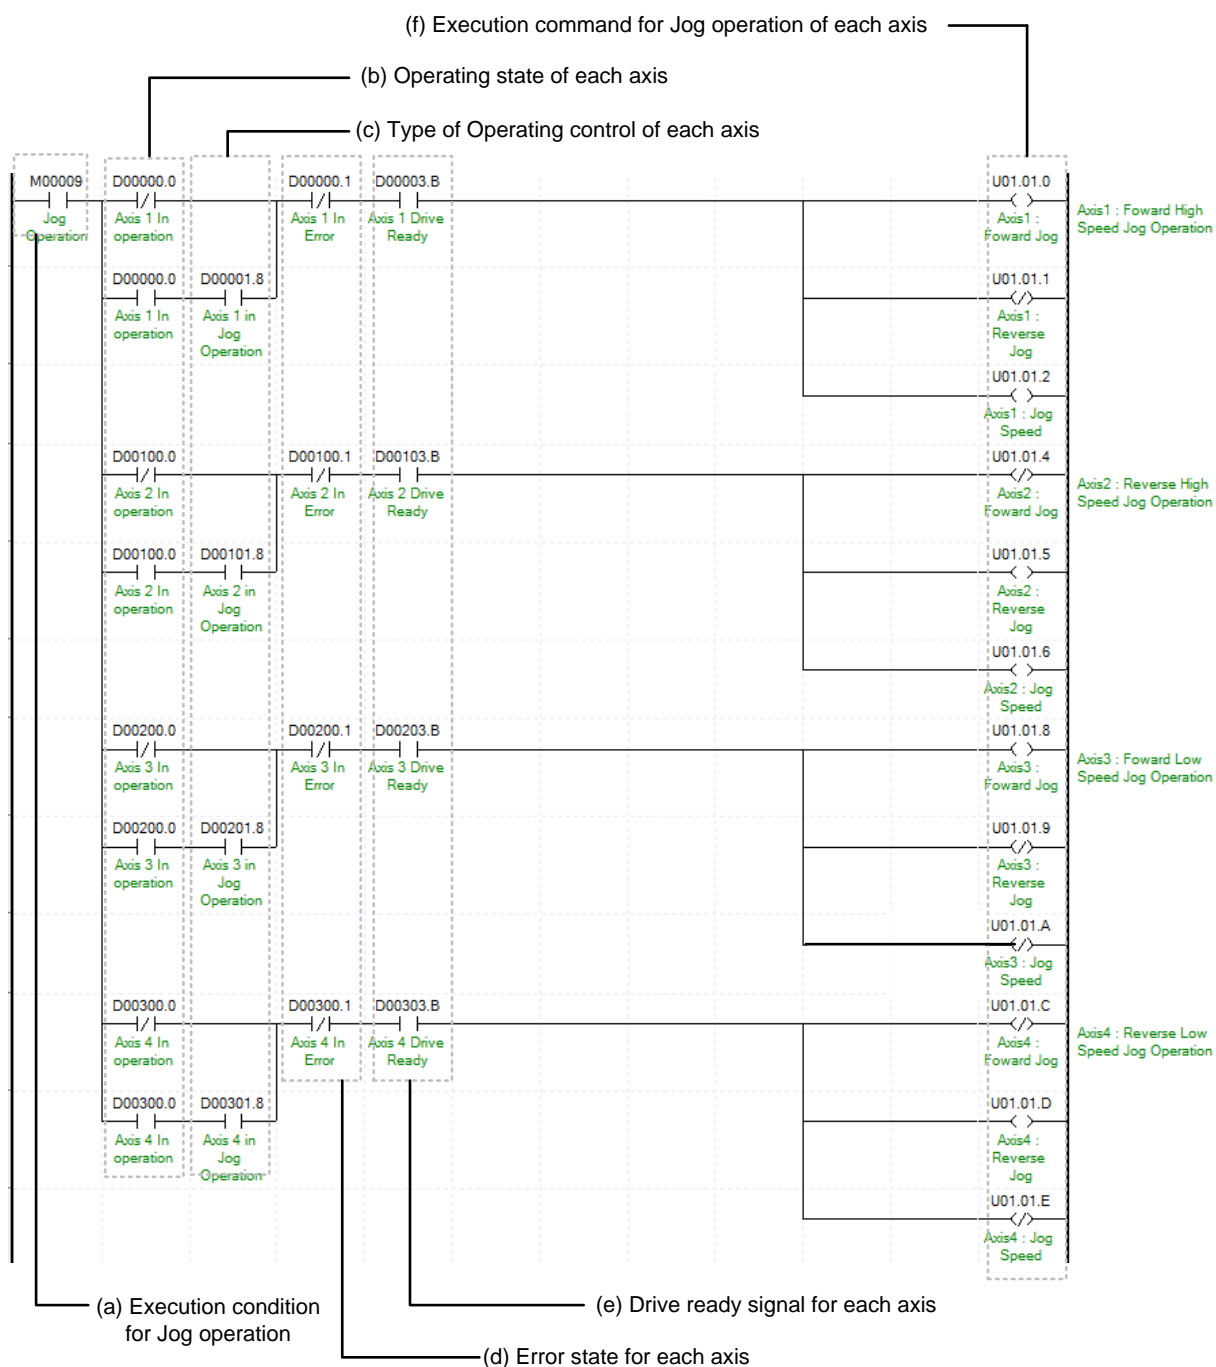 (f) Execution command for Jog operation of each axis
(b) Operating state of each axis
(c) Type of Operating control of each axis
M00009 D00000.0 D00000.1 D00003.B U01.01.0
Jog Axis 1 In Axis 1 In Axis 1 Drive Axis1 : Axis1 : Foward High
Operation operation Error Ready Foward Jog Speed Jog Operation
D00000.0 D00001.8 U01.01.1
Axis 1 In Axis 1 in Axis1 :
operation Jog Reverse
Operation Jog
U01.01.2
Axis1 : Jog
Speed
D00100.0 D00100.1 D00103.B U01.01.4
Axis 2 In Axis 2 In Axis 2 Drive Axis2 : Axis2 : Reverse High
operation Error Ready Foward Jog Speed Jog Operation
D00100.0 D00101.8 U01.01.5
Axis 2 In Axis 2 in Axis2 :
operation Jog Reverse
Operation Jog
U01.01.6
Axis2 : Jog
Speed
D00200.0 D00200.1 D00203.B U01.01.8
Axis 3 In Axis 3 In Axis 3 Drive Axis3 : Axis3 : Foward Low
operation Error Ready Foward Jog Speed Jog Operation
D00200.0 D00201.8 U01.01.9
Axis 3 In Axis 3 in Axis3 :
operation Jog Reverse
Operation Jog
U01.01.A
Axis3 : Jog
Speed
D00300.0 D00300.1 D00303.B U01.01.C
Axis 4 In Axis 4 In Axis 4 Drive Axis4 : Axis4 : Reverse Low
operation Error Ready Foward Jog Speed Jog Operation
D00300.0 D00301.8 U01.01.D
Axis 4 In Axis 4 in Axis4 :
operation Jog Reverse
Operation Jog
U01.01.E
Axis4 : Jog
Speed
(a) Execution condition
for Jog operation
(e) Drive ready signal for each axis
(d) Error state for each axis